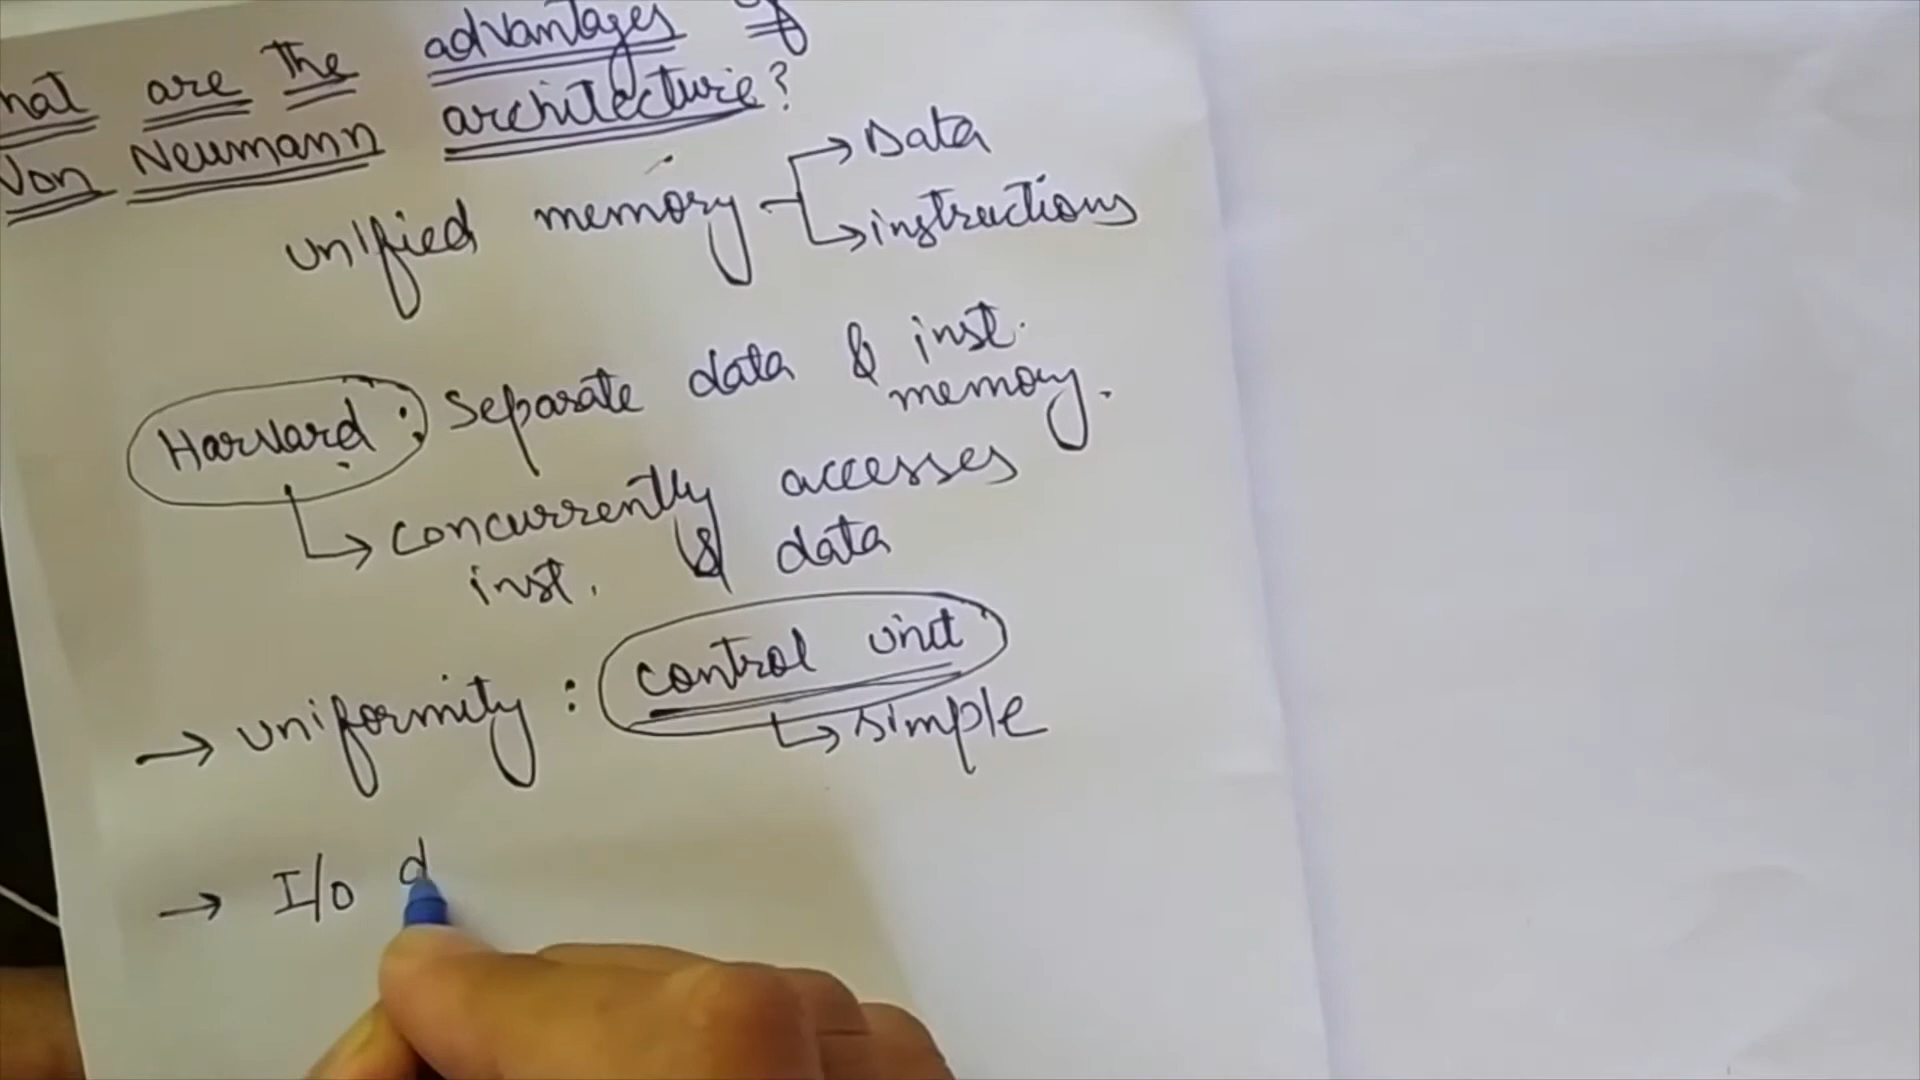 hat are the advantages of
Von Neumann architecture?
unified memory → Data
→ instructions
Harvard : Separate data & inst.
memory.
→ concurrently accesses
inst. & data
→ uniformity : control unit
→ simple
→ I/O d